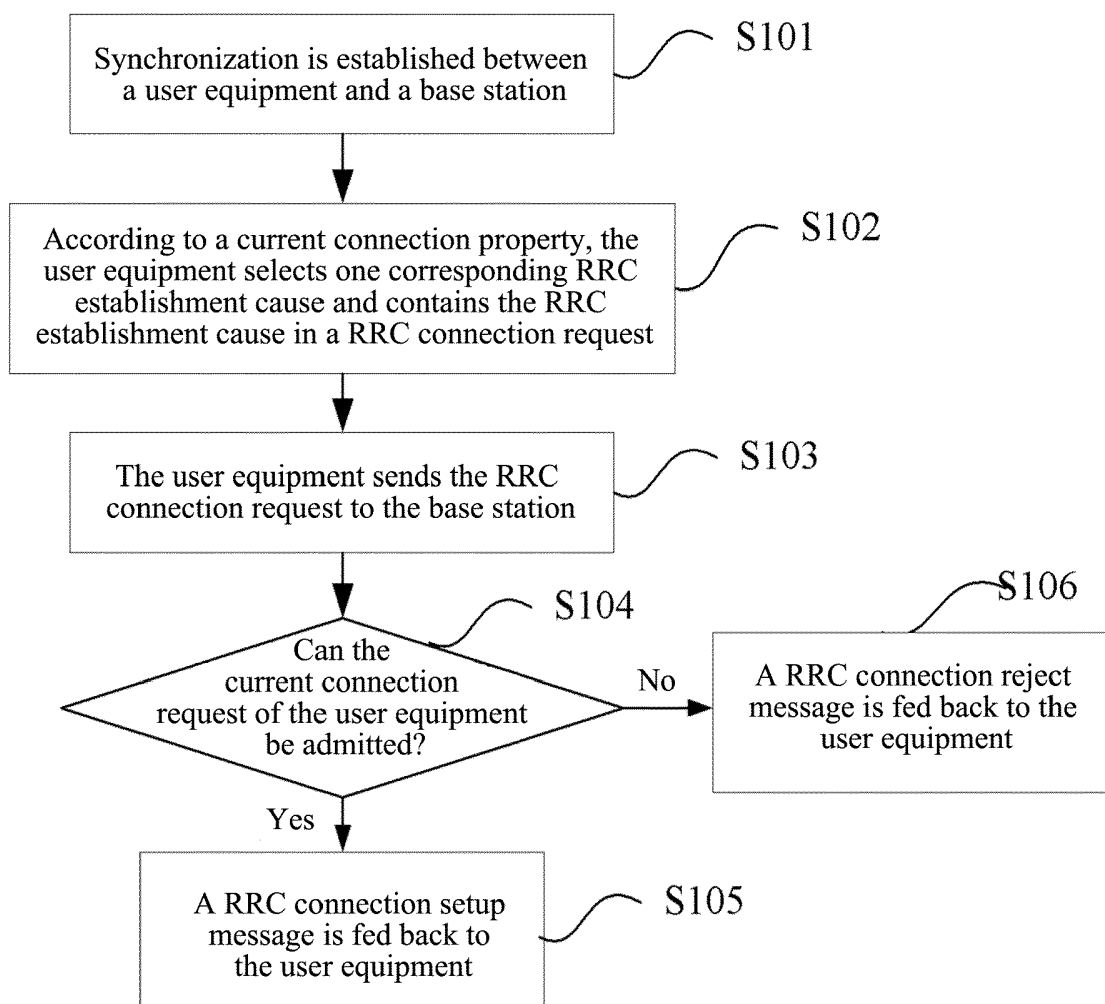 S101
Synchronization is established between
a user equipment and a base station
S102
According to a current connection property, the
user equipment selects one corresponding RRC
establishment cause and contains the RRC
establishment cause in a RRC connection request
S103
The user equipment sends the RRC
connection request to the base station
S104
Can the
current connection
request of the user equipment
be admitted?
No
S106
A RRC connection reject
message is fed back to the
user equipment
Yes
S105
A RRC connection setup
message is fed back to
the user equipment